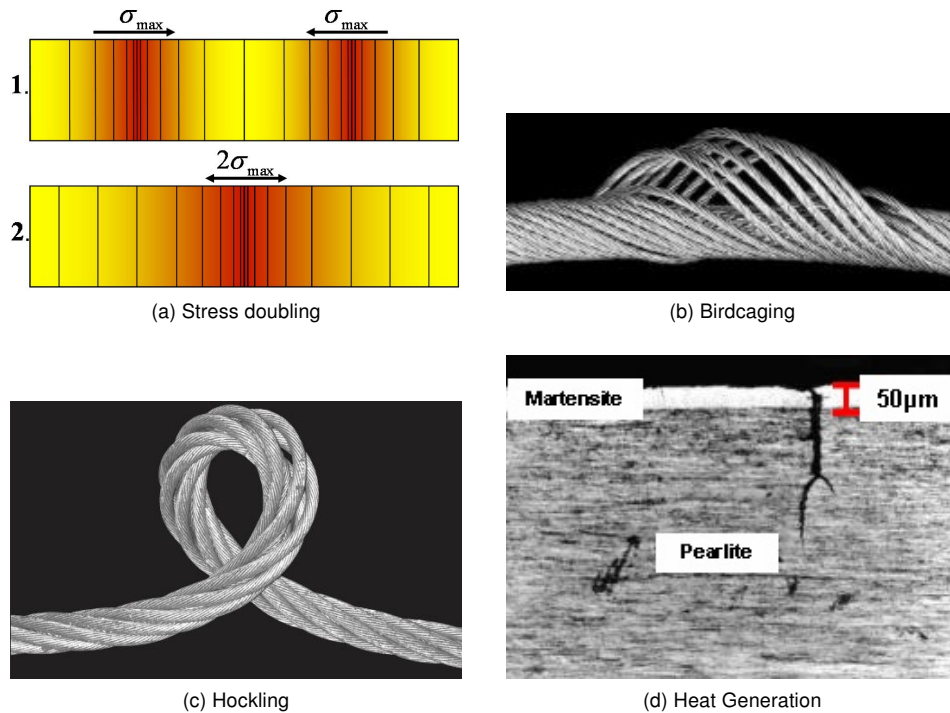 σmax
σmax
1.
2σmax
2.
(a) Stress doubling
(b) Birdcaging
Martensite
50µm
Pearlite
(c) Hockling
(d) Heat Generation